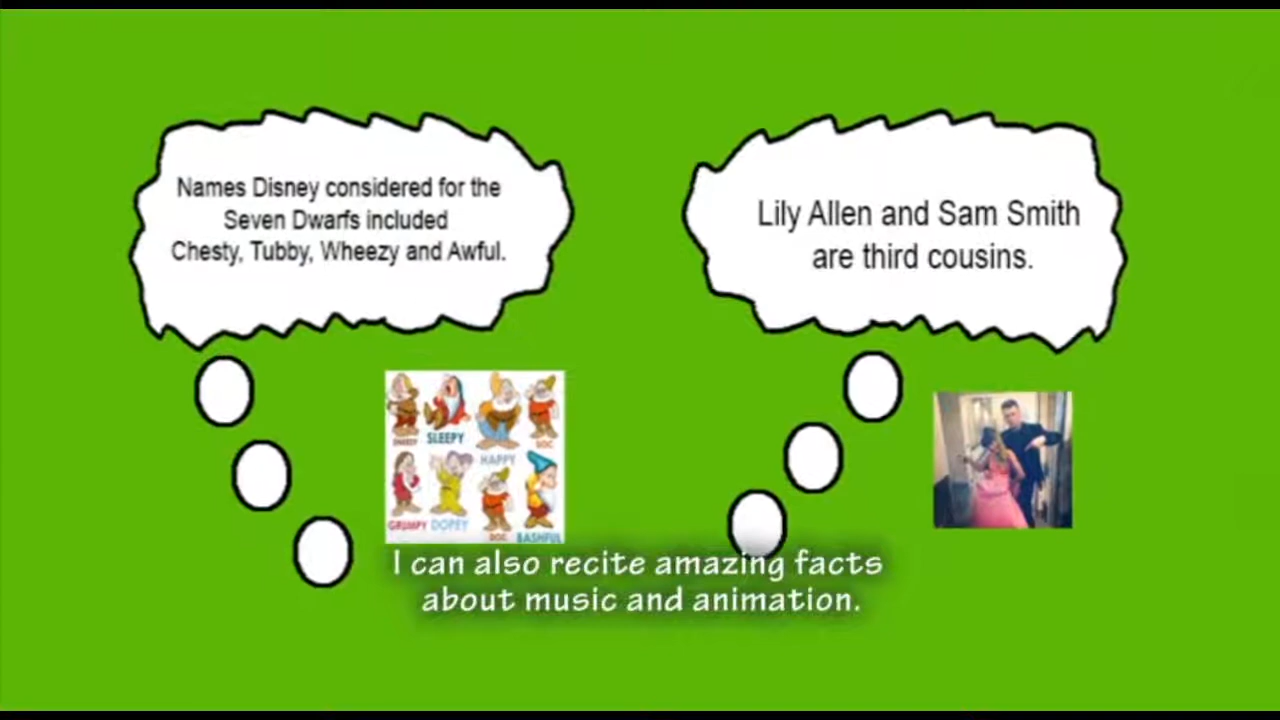 Names Disney considered for the
Seven Dwarfs included
Chesty, Tubby, Wheezy and Awful.
Lily Allen and Sam Smith
are third cousins.
SLEEPY
HAPPY
DOC
GRUMPY DOPEY
DOC
BASHFUL
I can also recite amazing facts
about music and animation.